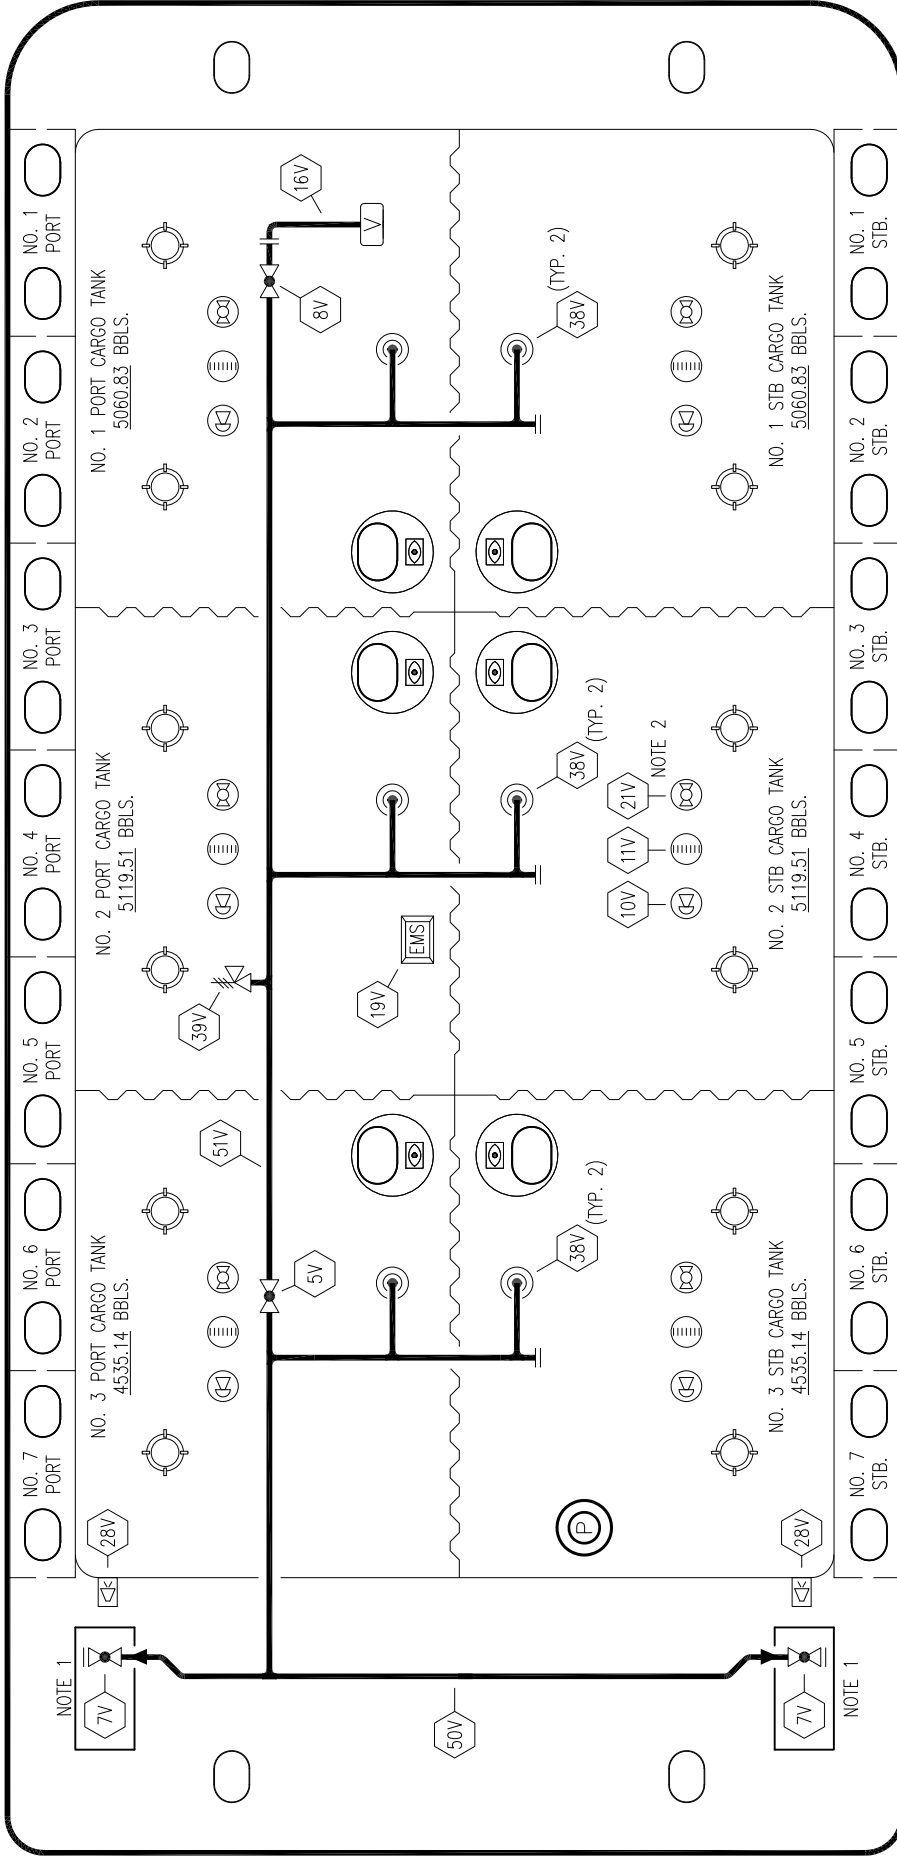 NO. 1
PORT
NO. 2
PORT
NO. 3
PORT
NO. 4
PORT
NO. 5
PORT
NO. 6
PORT
NO. 7
PORT
NO. 1 PORT CARGO TANK
5060.83 BBLS.
16V
V
8V
38V
(TYP. 2)
NO. 1 STB CARGO TANK
5060.83 BBLS.
NO. 2 PORT CARGO TANK
5119.51 BBLS.
39V
EMS
19V
38V
(TYP. 2)
21V
NOTE 2
11V
10V
NO. 2 STB CARGO TANK
5119.51 BBLS.
51V
NO. 3 PORT CARGO TANK
4535.14 BBLS.
5V
38V
(TYP. 2)
NO. 3 STB CARGO TANK
4535.14 BBLS.
P
28V
28V
NOTE 1
7V
50V
7V
NOTE 1
NO. 1
STB.
NO. 2
STB.
NO. 3
STB.
NO. 4
STB.
NO. 5
STB.
NO. 6
STB.
NO. 7
STB.